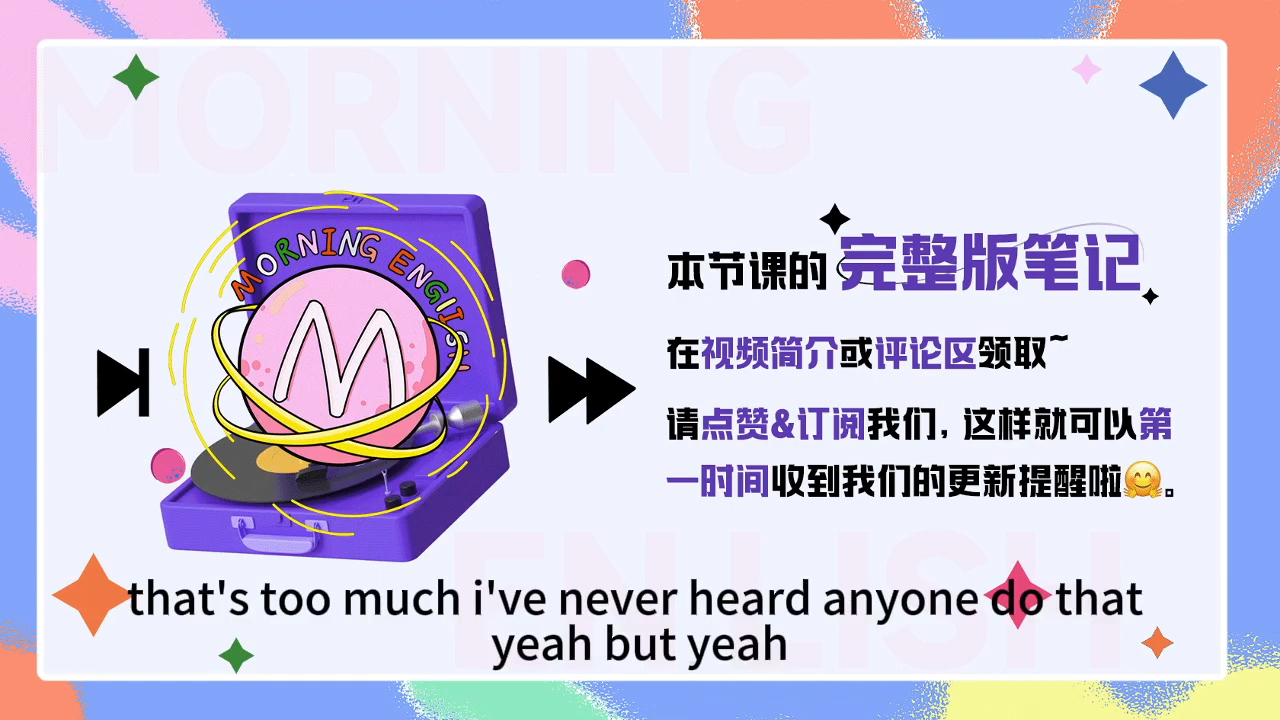 MORNING
MORNING ENGLISH
M
本节课的 完整版笔记
在视频简介或评论区领取~
请点赞&订阅我们, 这样就可以第
一时间收到我们的更新提醒啦🤗。
that's too much i've never heard anyone do that
yeah but yeah